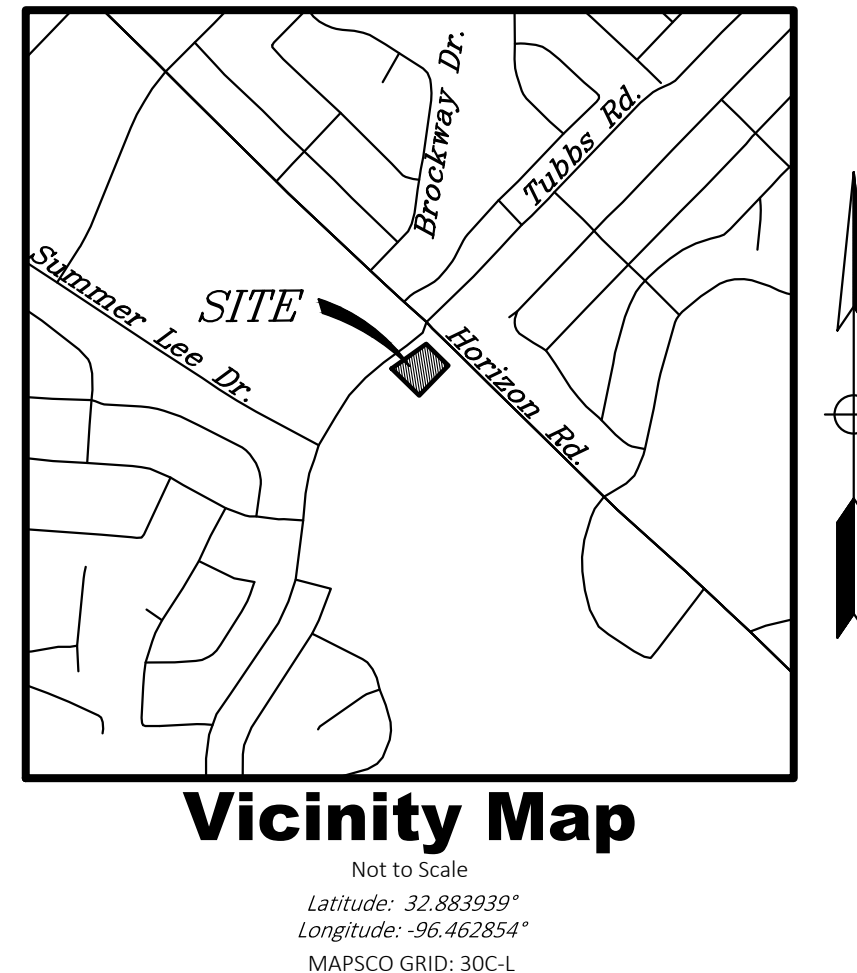 Brockway Dr.
Tubbs Rd.
Summer Lee Dr.
SITE
Horizon Rd.
Vicinity Map
Not to Scale
Latitude: 32.883939°
Longitude: -96.462854°
MAPSCO GRID: 30C-L